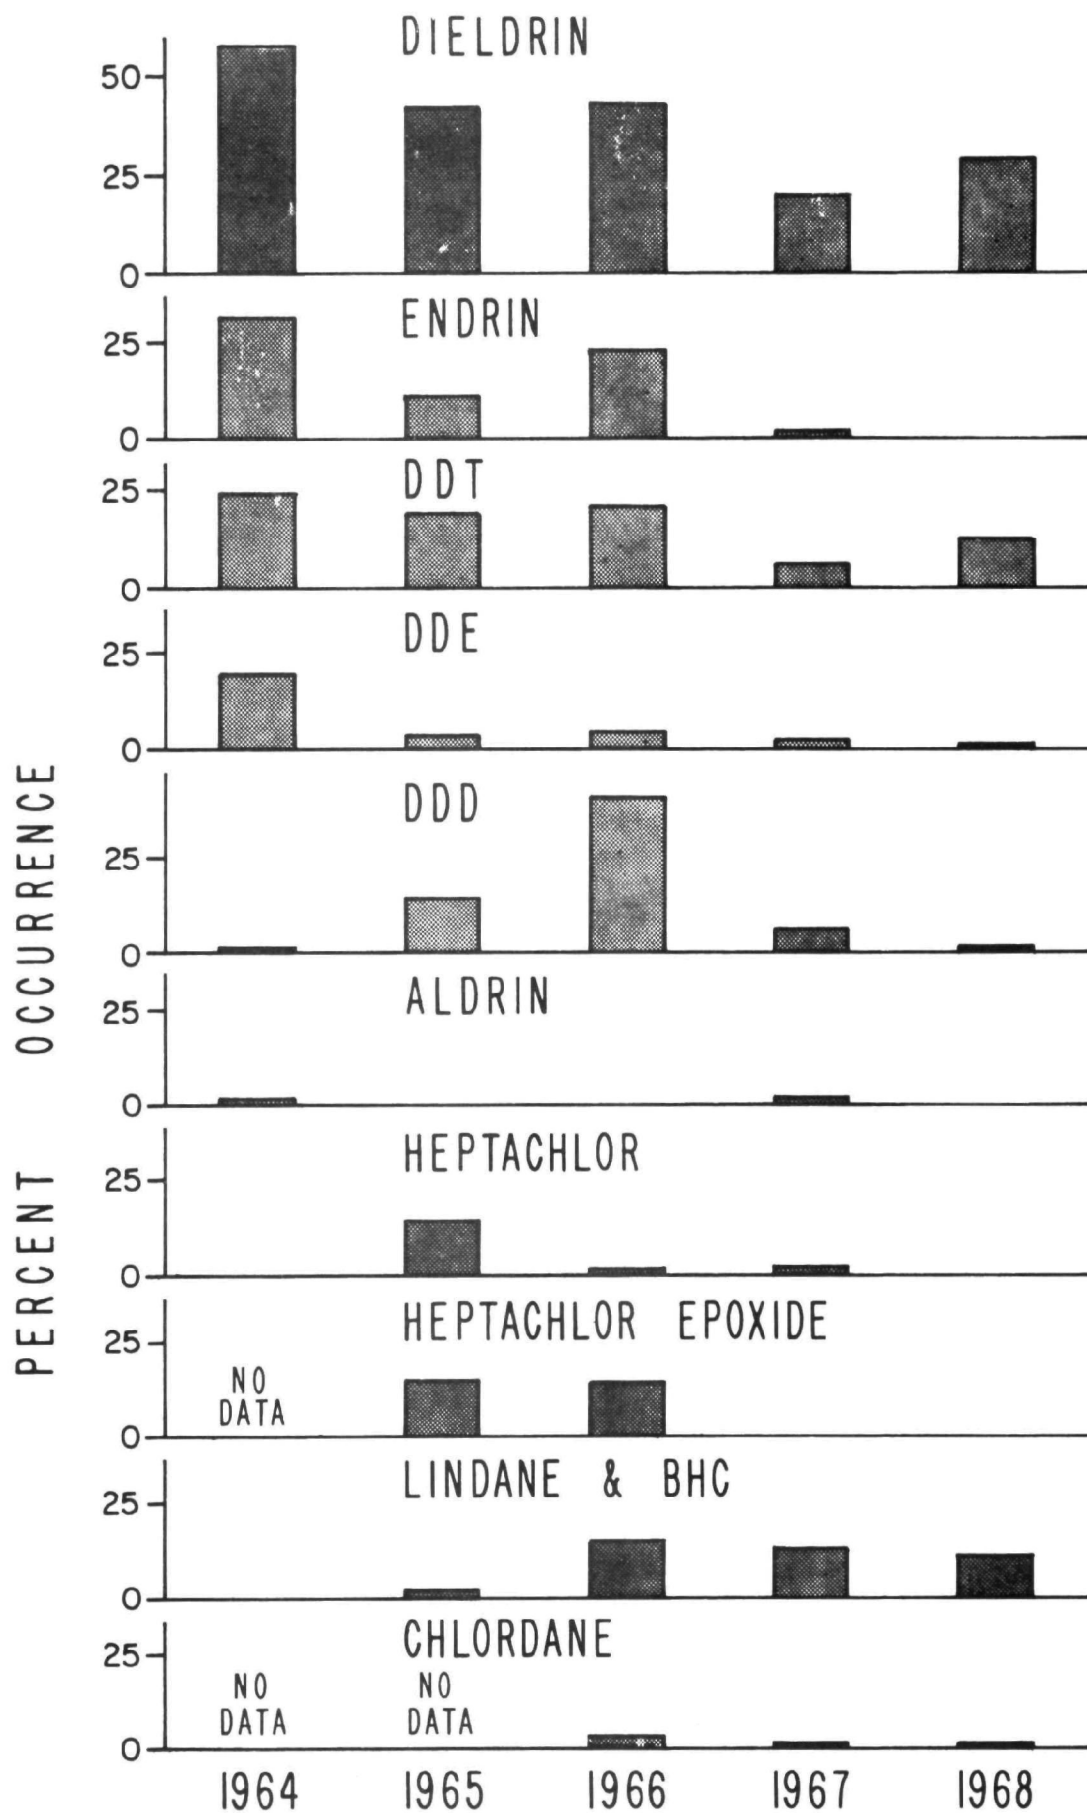 DIELDRIN
50
25
0
ENDRIN
25
0
DDT
25
0
DDE
25
0
DDD
25
0
ALDRIN
25
0
HEPTACHLOR
25
0
HEPTACHLOR EPOXIDE
25
NO
DATA
0
LINDANE & BHC
25
0
CHLORDANE
25
NO
DATA
NO
DATA
0
1964 1965 1966 1967 1968
PERCENT OCCURRENCE